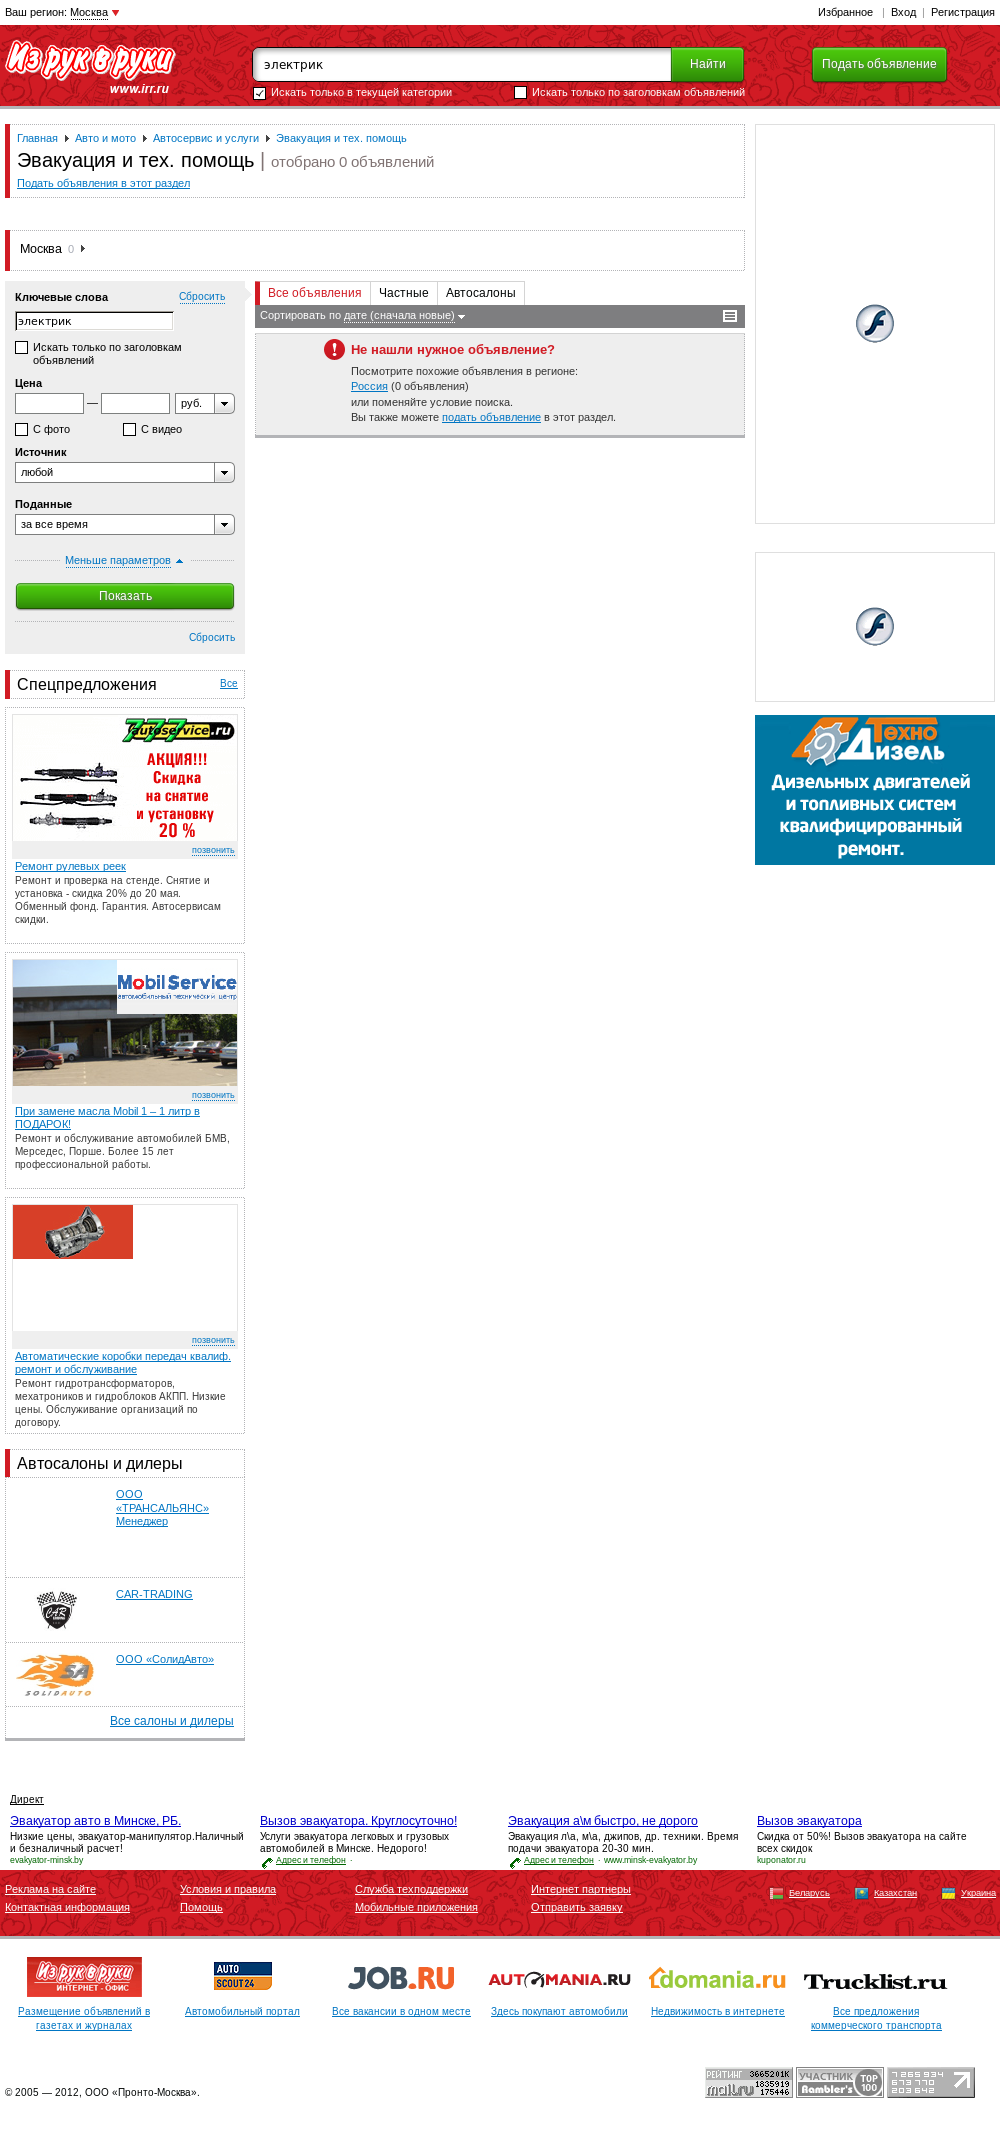 Ваш регион: Москва
Избранное | Вход | Регистрация
Из рук в руки
www.irr.ru
электрик
Найти
Подать объявление
Искать только в текущей категории
Искать только по заголовкам объявлений
Главная Авто и мото Автосервис и услуги Эвакуация и тех. помощь
Эвакуация и тех. помощь | отобрано 0 объявлений
Подать объявления в этот раздел
Москва 0
Ключевые слова
Сбросить
электрик
Искать только по заголовкам
объявлений
Цена
— руб.
С фото
С видео
Источник
любой
Поданные
за все время
Меньше параметров
Показать
Сбросить
Все объявления
Частные
Автосалоны
Сортировать по дате (сначала новые)
Не нашли нужное объявление?
Посмотрите похожие объявления в регионе:
Россия (0 объявления)
или поменяйте условие поиска.
Вы также можете подать объявление в этот раздел.
Техно
Дизель
Дизельных двигателей
и топливных систем
квалифицированный
ремонт.
Спецпредложения
Все
777
autoservice.ru
АКЦИЯ!!!
Скидка
на снятие
и установку
20 %
позвонить
Ремонт рулевых реек
Ремонт и проверка на стенде. Снятие и
установка - скидка 20% до 20 мая.
Обменный фонд. Гарантия. Автосервисам
скидки.
Mobil Service
автомобильный технический центр
позвонить
При замене масла Mobil 1 – 1 литр в
ПОДАРОК!
Ремонт и обслуживание автомобилей БМВ,
Мерседес, Порше. Более 15 лет
профессиональной работы.
позвонить
Автоматические коробки передач квалиф.
ремонт и обслуживание
Ремонт гидротрансформаторов,
мехатроников и гидроблоков АКПП. Низкие
цены. Обслуживание организаций по
договору.
Автосалоны и дилеры
ООО
«ТРАНСАЛЬЯНС»
Менеджер
CAR
CAR-TRADING
SA
SOLIDAUTO
ООО «СолидАвто»
Все салоны и дилеры
Директ
Эвакуатор авто в Минске, РБ.
Низкие цены, эвакуатор-манипулятор.Наличный
и безналичный расчет!
evakyator-minsk.by
Вызов эвакуатора. Круглосуточно!
Услуги эвакуатора легковых и грузовых
автомобилей в Минске. Недорого!
Адрес и телефон ·
Эвакуация а\м быстро, не дорого
Эвакуация л\а, м\а, джипов, др. техники. Время
подачи эвакуатора 20-30 мин.
Адрес и телефон · www.minsk-evakyator.by
Вызов эвакуатора
Скидка от 50%! Вызов эвакуатора на сайте
всех скидок
kuponator.ru
Реклама на сайте
Контактная информация
Условия и правила
Помощь
Служба техподдержки
Мобильные приложения
Интернет партнеры
Отправить заявку
Беларусь
Казахстан
Украина
Из рук в руки
ИНТЕРНЕТ - ОФИС
Размещение объявлений в
газетах и журналах
AUTO
SCOUT24
Автомобильный портал
JOB.RU
Все вакансии в одном месте
AUTOMANIA.RU
Здесь покупают автомобили
domania.ru
Недвижимость в интернете
Trucklist.ru
Все предложения
коммерческого транспорта
© 2005 — 2012, ООО «Пронто-Москва».
РЕЙТИНГ 3665201К
mail.ru 1835919
175446
УЧАСТНИК
Rambler's
TOP
100
7265934
673770
203642